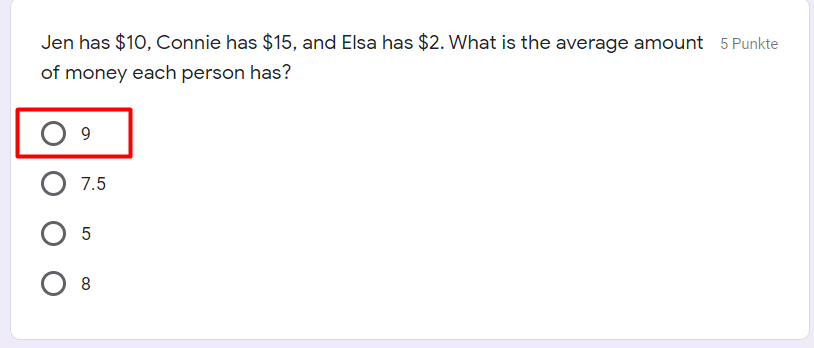 Jen has $10, Connie has $15, and Elsa has $2. What is the average amount 5 Punkte
of money each person has?
9
7.5
5
8